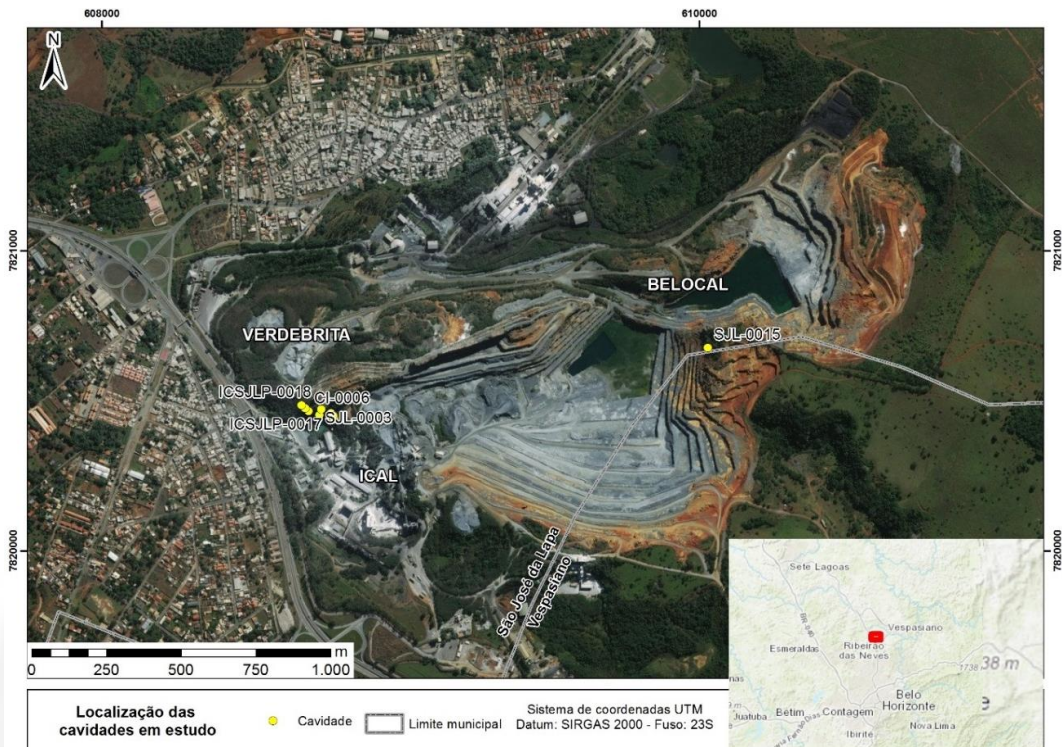 608000
610000
N
7821000
7821000
BELOCAL
VERDEBRITA
SJL-0015
ICSJLP-0018
CI-0006
ICSJLP-0017
SJL-0003
ICAL
7820000
7820000
São José da Lapa
Vespasiano
m
0 250 500 750 1.000
Sete Lagoas
BR 040
Vespasiano
Esmeraldas
Ribeirão
das Neves
1738
38 m
Belo
Horizonte
Juatuba
Betim
Contagem
Nova Lima
Ibirité
Localização das
cavidades em estudo
Cavidade
Limite municipal
Sistema de coordenadas UTM
Datum: SIRGAS 2000 - Fuso: 23S